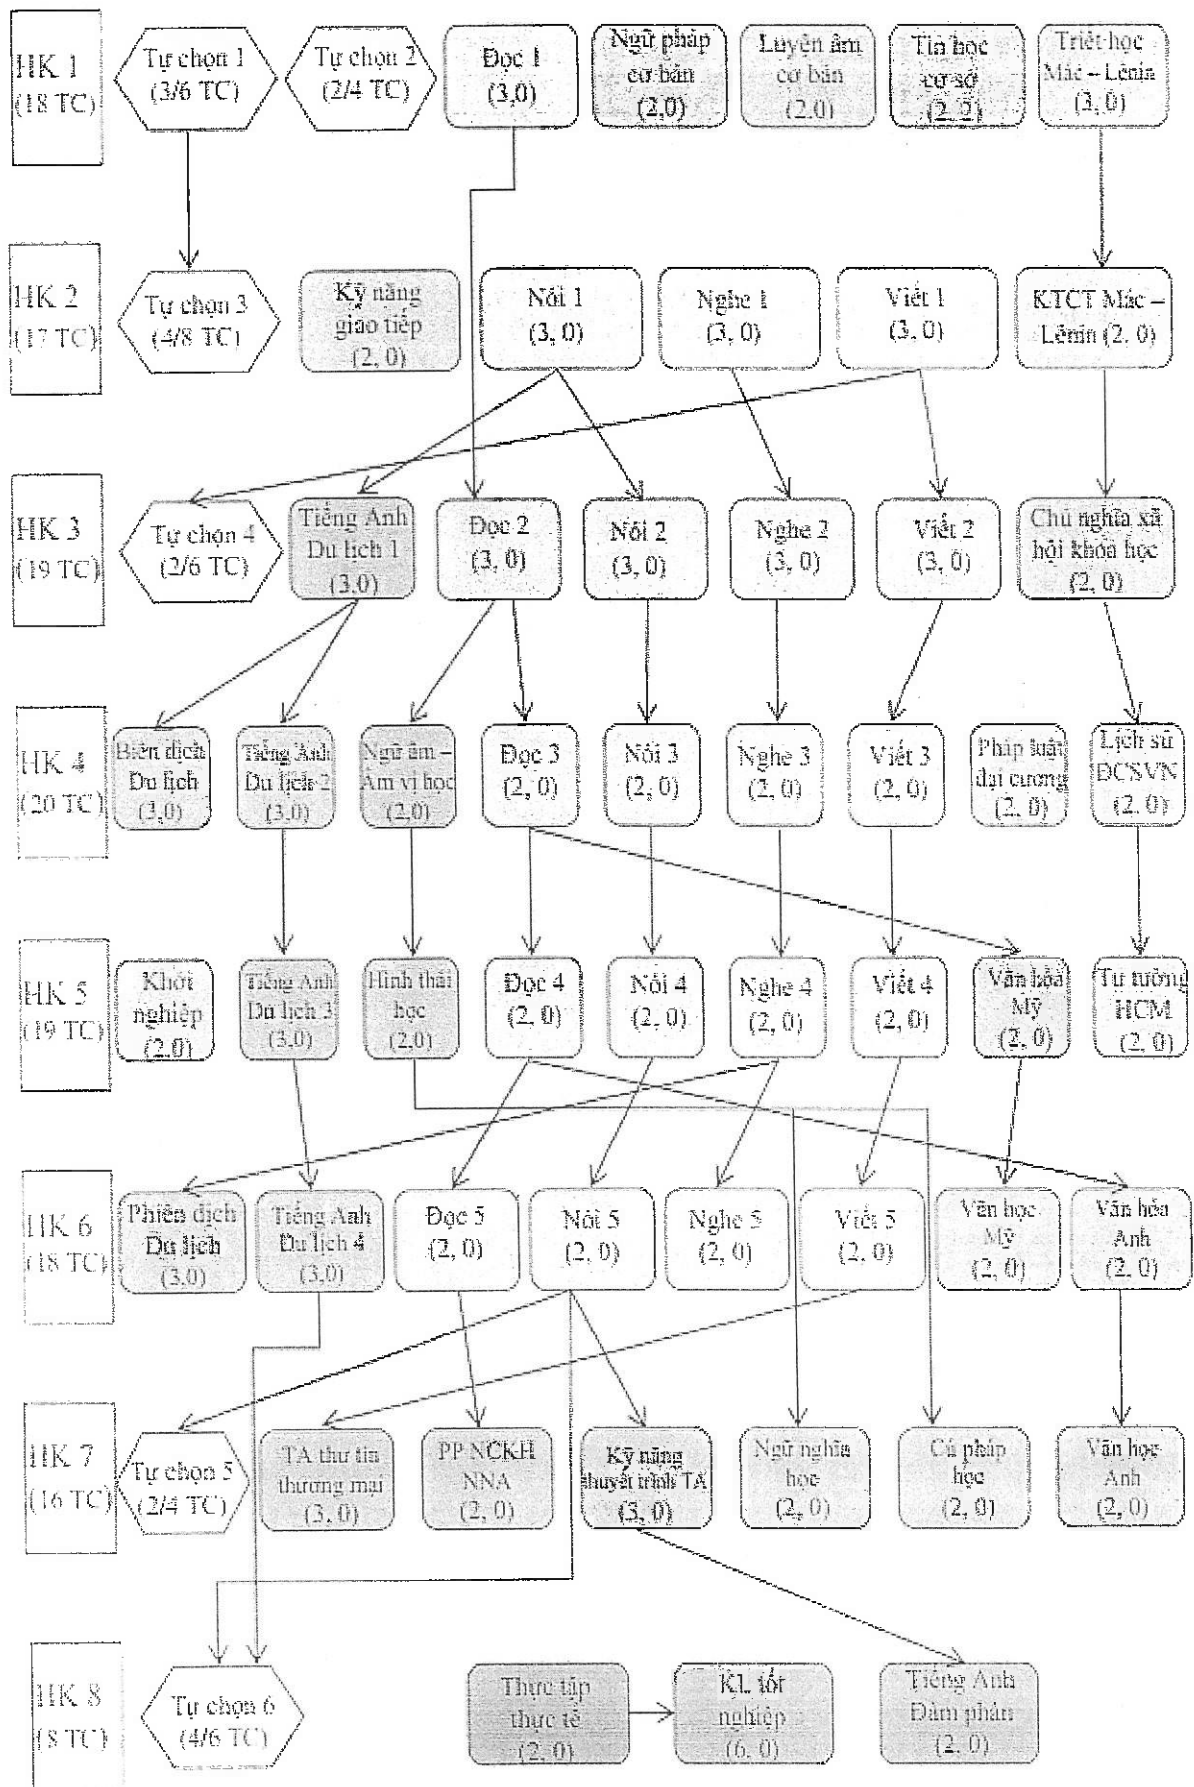 HK 1
(18 TC)
Tự chọn 1
(3/6 TC)
Tự chọn 2
(2/4 TC)
Đọc 1
(3,0)
Ngữ pháp
cơ bản
(2,0)
Luyện âm
cơ bản
(2,0)
Tin học
cơ sở
(2, 2)
Triết học
Mác – Lênin
(3, 0)
HK 2
(17 TC)
Tự chọn 3
(4/8 TC)
Kỹ năng
giao tiếp
(2, 0)
Nói 1
(3, 0)
Nghe 1
(3, 0)
Viết 1
(3, 0)
KTCT Mác –
Lênin (2, 0)
HK 3
(19 TC)
Tự chọn 4
(2/6 TC)
Tiếng Anh
Du lịch 1
(3,0)
Đọc 2
(3, 0)
Nói 2
(3, 0)
Nghe 2
(3, 0)
Viết 2
(3, 0)
Chủ nghĩa xã
hội khoa học
(2, 0)
HK 4
(20 TC)
Biên dịch
Du lịch
(3,0)
Tiếng Anh
Du lịch 2
(3,0)
Ngữ âm –
Âm vị học
(2,0)
Đọc 3
(2, 0)
Nói 3
(2, 0)
Nghe 3
(2, 0)
Viết 3
(2, 0)
Pháp luật
đại cương
(2, 0)
Lịch sử
ĐCSVN
(2, 0)
HK 5
(19 TC)
Khởi
nghiệp
(2,0)
Tiếng Anh
Du lịch 3
(3,0)
Hình thái
học
(2,0)
Đọc 4
(2, 0)
Nói 4
(2, 0)
Nghe 4
(2, 0)
Viết 4
(2, 0)
Văn hóa
Mỹ
(2, 0)
Tư tưởng
HCM
(2, 0)
HK 6
(18 TC)
Phiên dịch
Du lịch
(3,0)
Tiếng Anh
Du lịch 4
(3,0)
Đọc 5
(2, 0)
Nói 5
(2, 0)
Nghe 5
(2, 0)
Viết 5
(2, 0)
Văn học
Mỹ
(2, 0)
Văn hóa
Anh
(2, 0)
HK 7
(16 TC)
Tự chọn 5
(2/4 TC)
TA thư tín
thương mại
(3, 0)
PP NCKH
NNA
(2, 0)
Kỹ năng
thuyết trình TA
(3, 0)
Ngữ nghĩa
học
(2, 0)
Cú pháp
học
(2, 0)
Văn học
Anh
(2, 0)
HK 8
(8 TC)
Tự chọn 6
(4/6 TC)
Thực tập
thực tế
(2, 0)
KL tốt
nghiệp
(6, 0)
Tiếng Anh
Đàm phán
(2, 0)